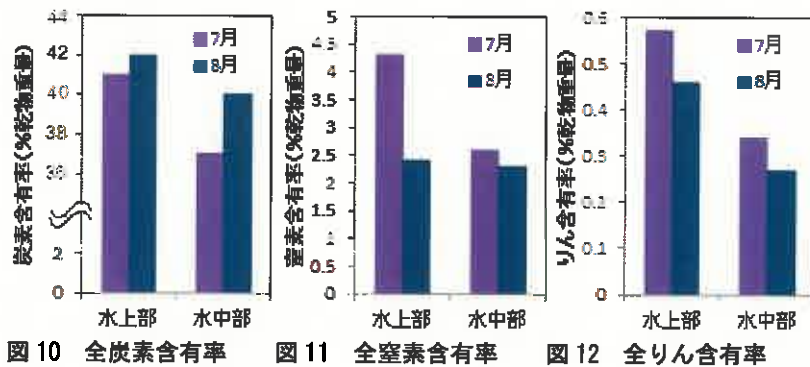 炭素含有率(%乾物重量)
44
42
40
38
36
2
0
7月
8月
水上部 水中部
図10 全炭素含有率
窒素含有率(%乾物重量)
5
4.5
4
3.5
3
2.5
2
1.5
1
0.5
0
7月
8月
水上部 水中部
図11 全窒素含有率
りん含有率(%乾物重量)
0.6
0.5
0.4
0.3
0.2
0.1
0
7月
8月
水上部 水中部
図12 全りん含有率